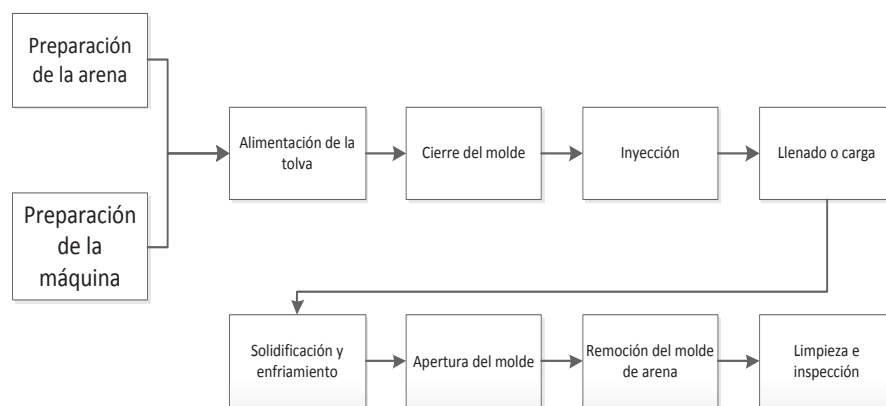 Preparación
de la arena
Preparación
de la
máquina
Alimentación de la
tolva
Cierre del molde
Inyección
Llenado o carga
Solidificación y
enfriamiento
Apertura del molde
Remoción del molde
de arena
Limpieza e
inspección